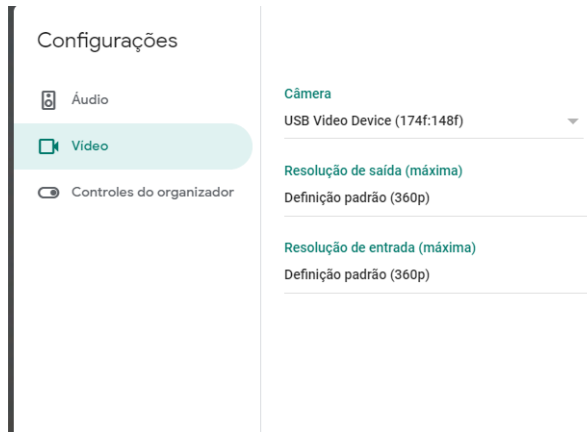 Configurações
Áudio
Vídeo
Controles do organizador
Câmera
USB Video Device (174f:148f)
Resolução de saída (máxima)
Definição padrão (360p)
Resolução de entrada (máxima)
Definição padrão (360p)